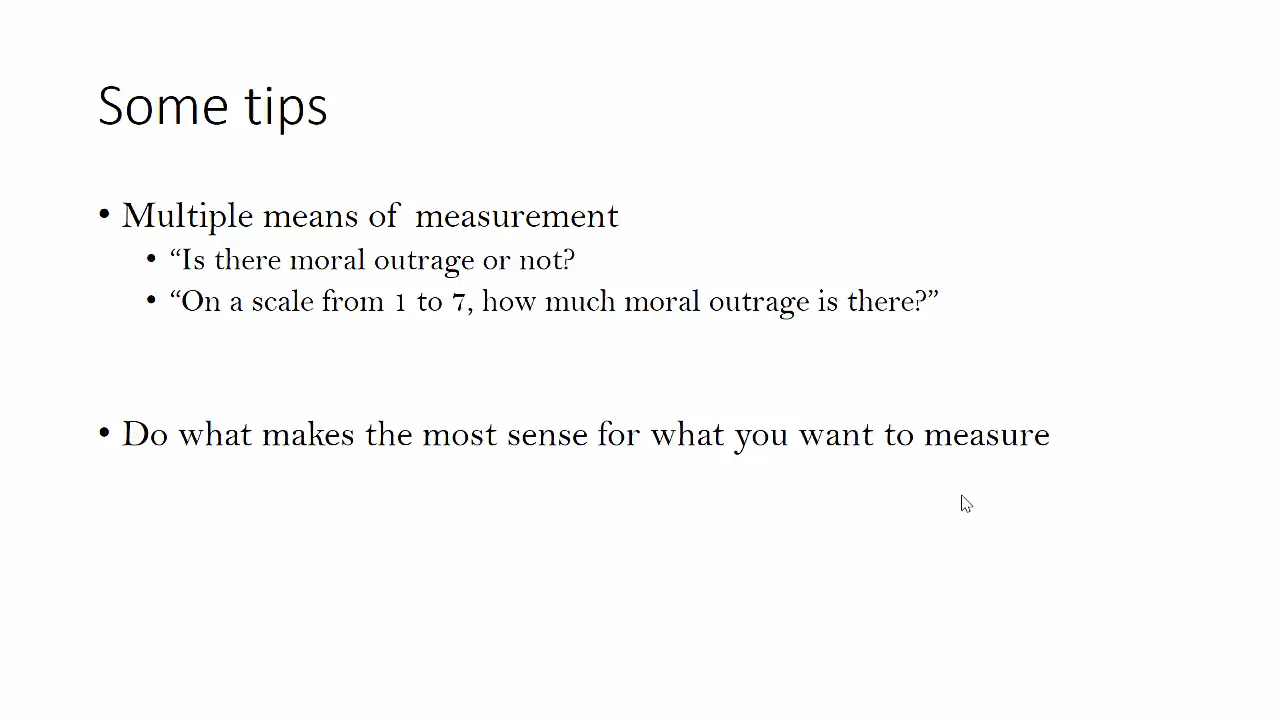 Some tips
• Multiple means of measurement
• “Is there moral outrage or not?
• “On a scale from 1 to 7, how much moral outrage is there?”
• Do what makes the most sense for what you want to measure